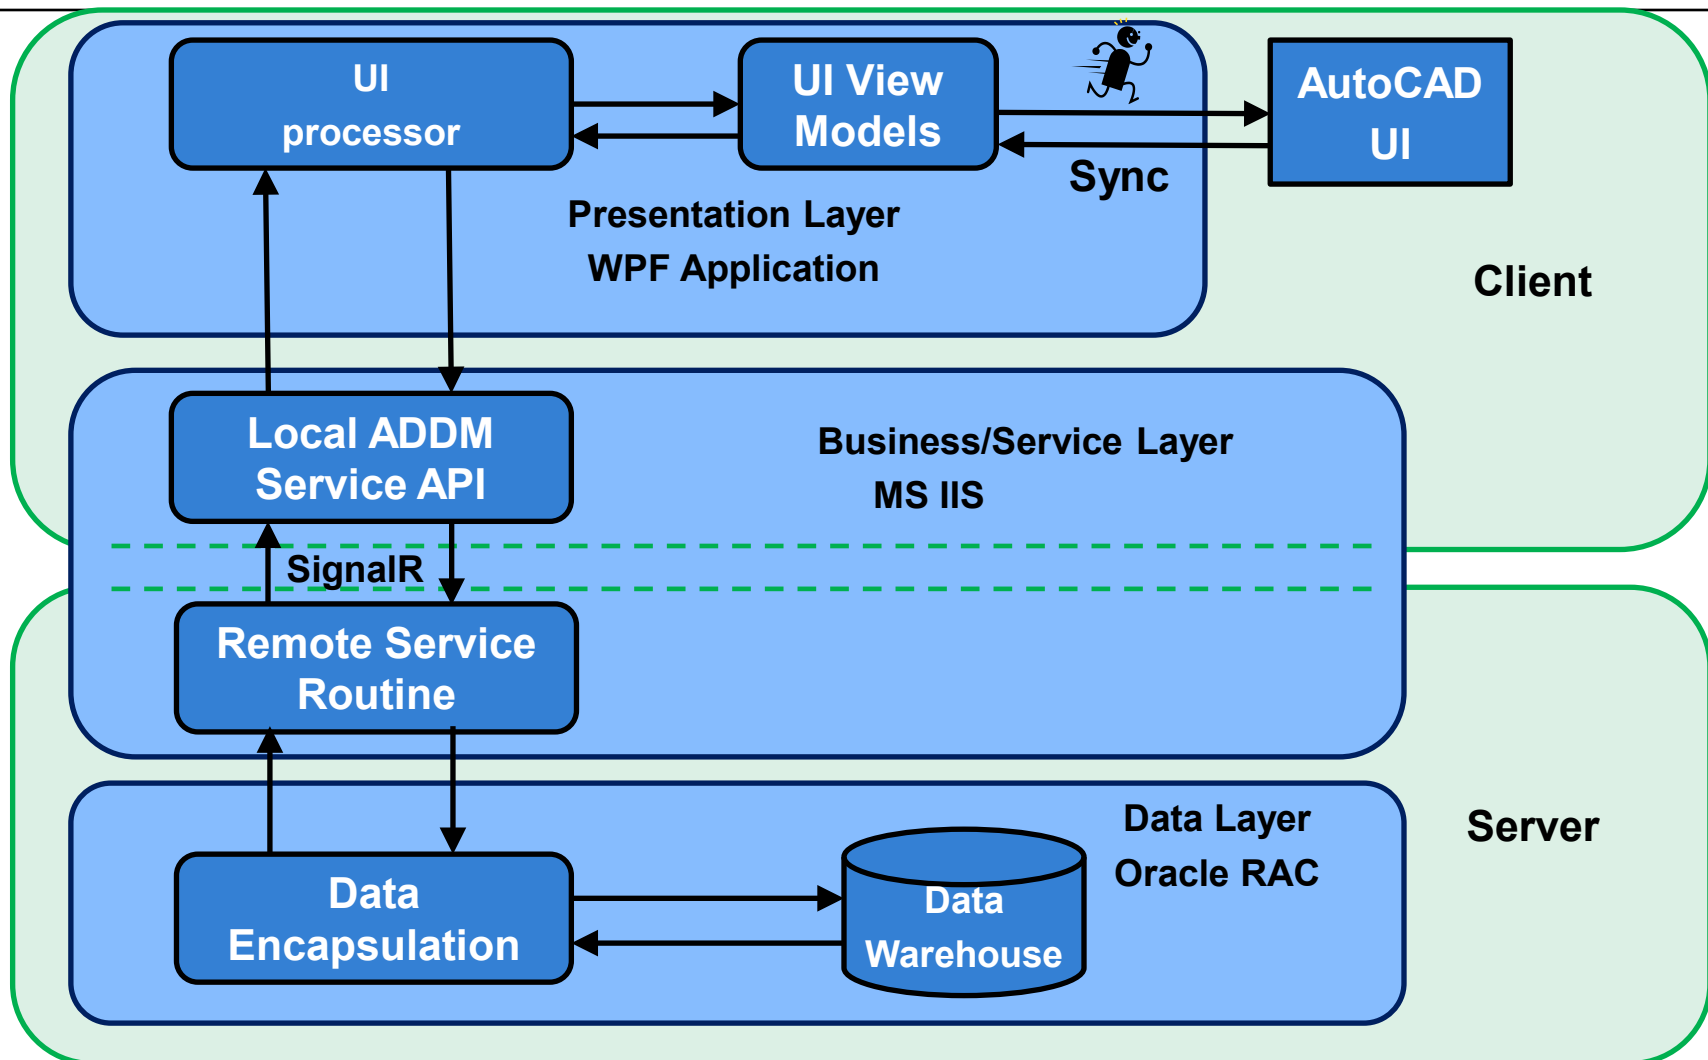 UI
processor
UI View
Models
AutoCAD
UI
Sync
Presentation Layer
WPF Application
Client
Local ADDM
Service API
Business/Service Layer
MS IIS
SignalR
Remote Service
Routine
Data Layer
Oracle RAC
Server
Data
Encapsulation
Data
Warehouse